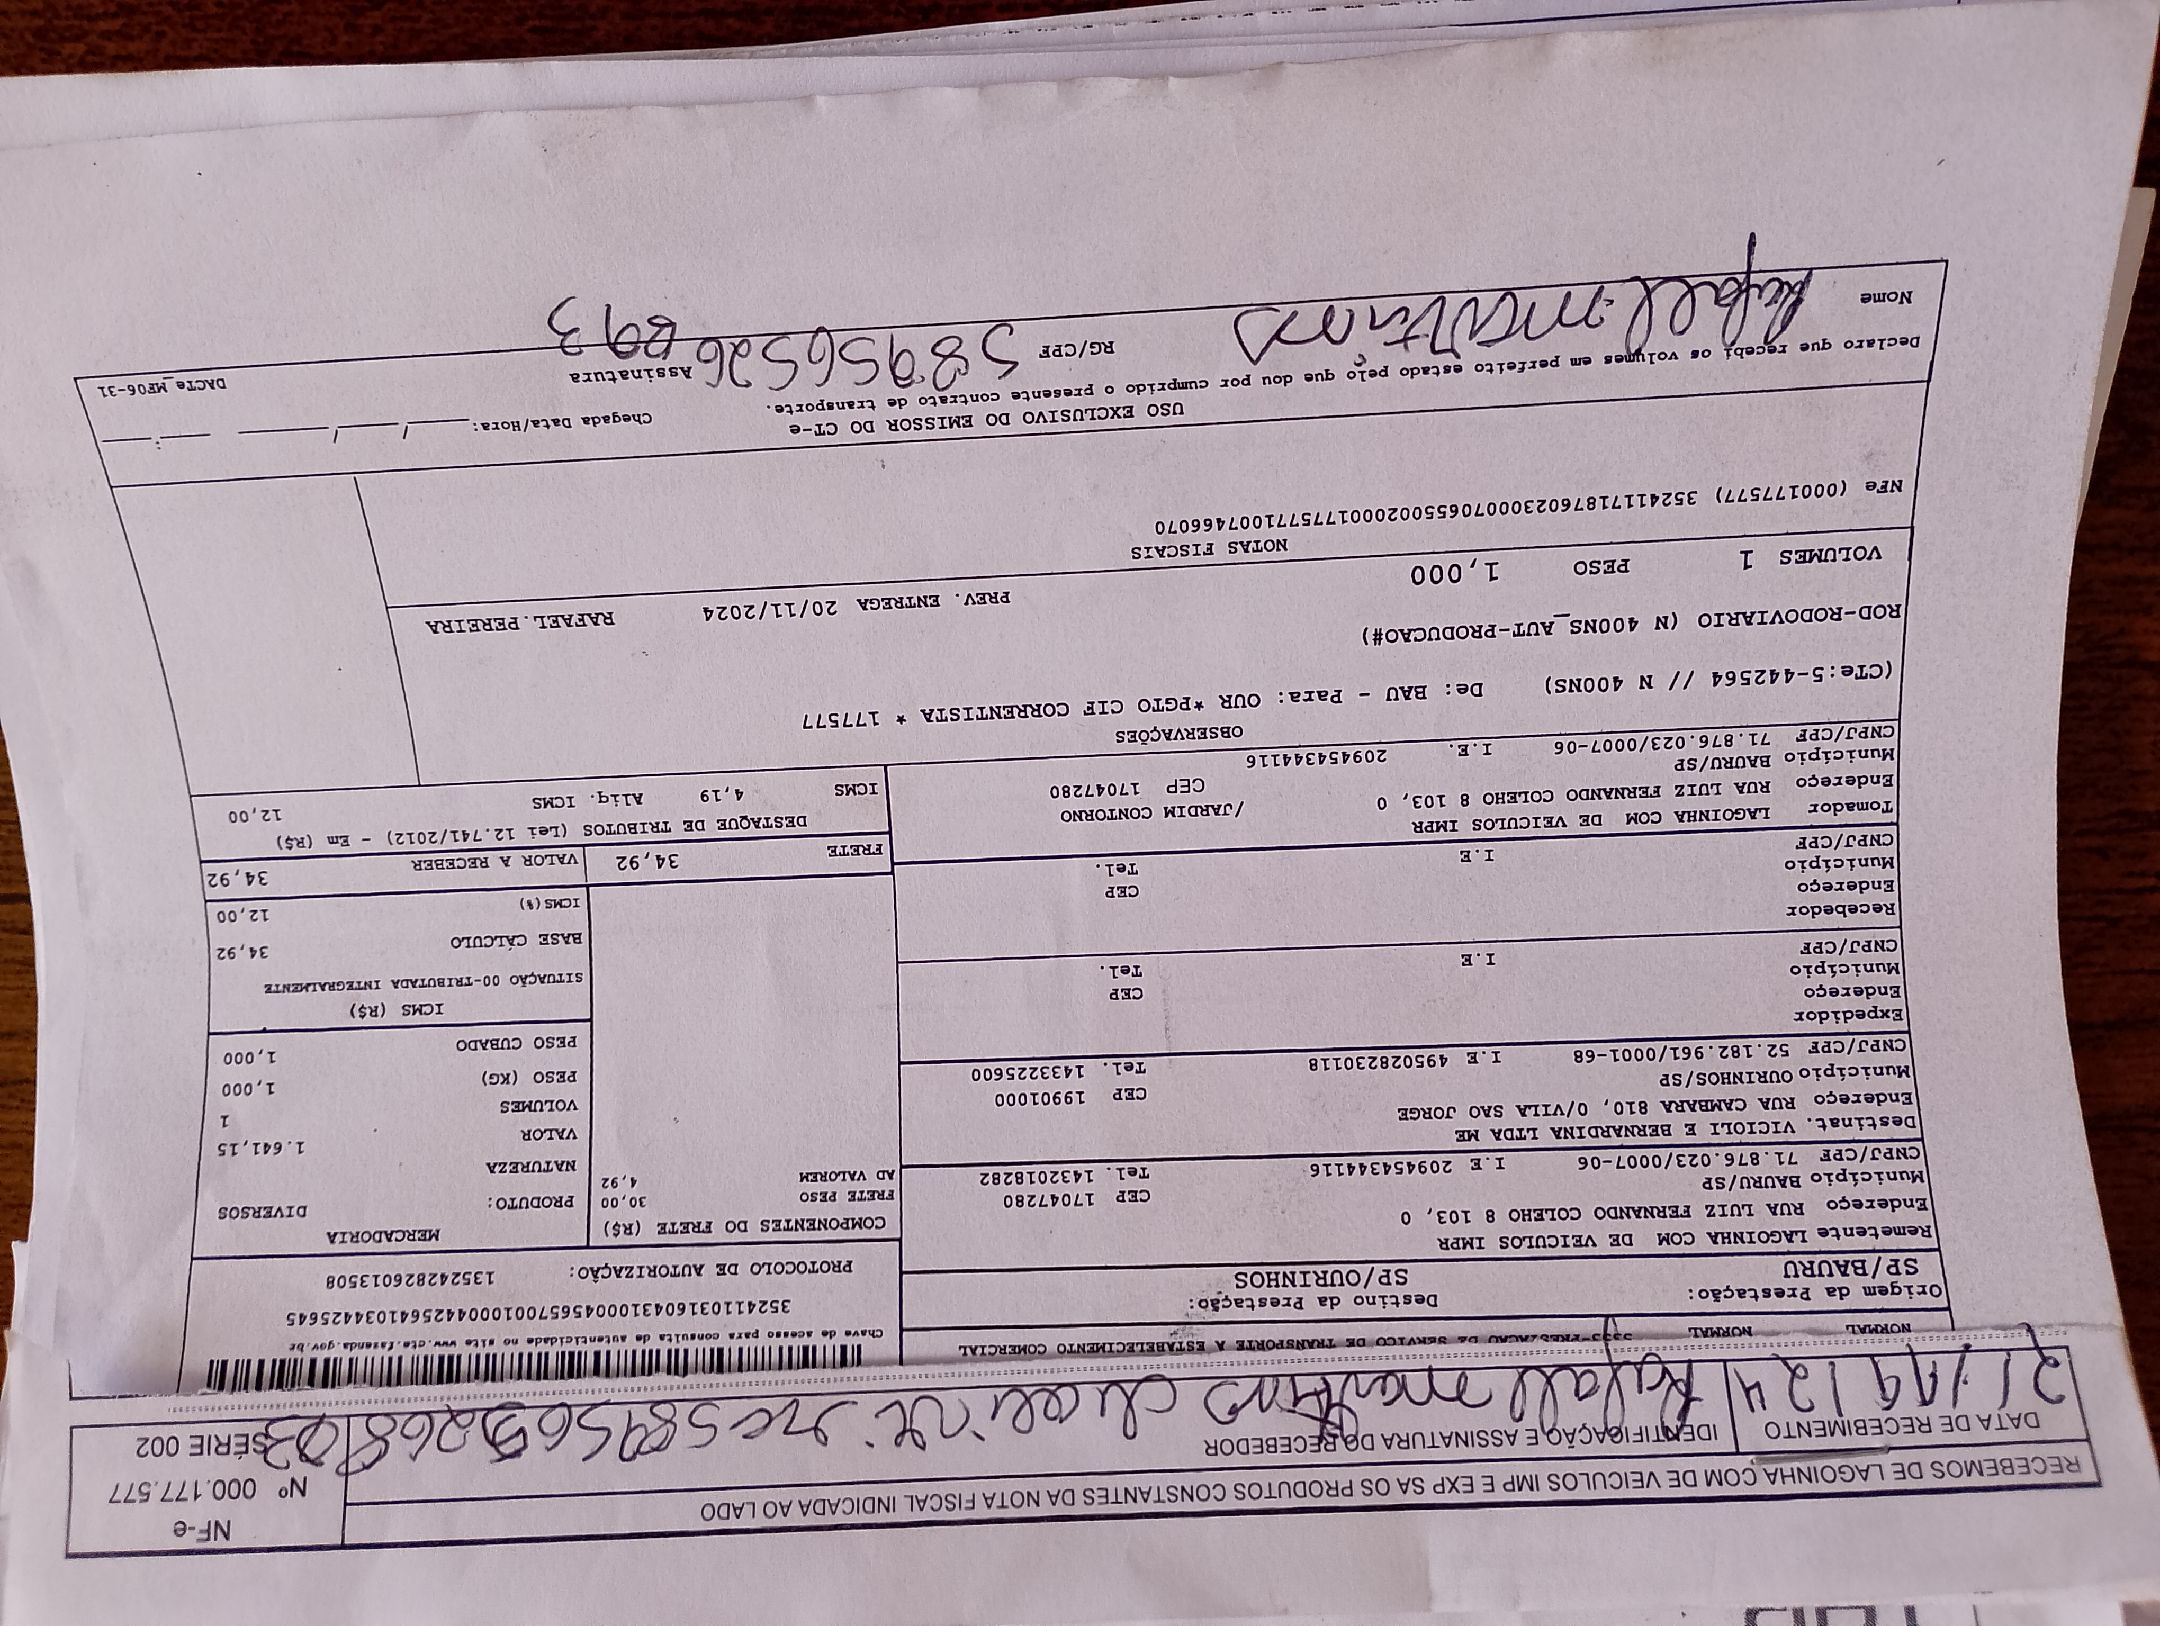 RECEBEMOS DE LAGOINHA COM DE VEICULOS IMP E EXP SA OS PRODUTOS CONSTANTES DA NOTA FISCAL INDICADA AO LADO
NF-e
Nº 000.177.577
SÉRIE 002
DATA DE RECEBIMENTO
IDENTIFICAÇÃO E ASSINATURA DO RECEBEDOR
Rafael martins
NORMAL NORMAL
DE TRANSPORTE A ESTABELECIMENTO COMERCIAL
Chave de acesso para consulta de autenticidade no site www.cte.fazenda.gov.br
35241103160431000456570010004425641034425645
PROTOCOLO DE AUTORIZAÇÃO: 135242826013508
Origem da Prestação: Destino da Prestação:
SP/BAURU SP/OURINHOS
Remetente LAGOINHA COM DE VEICULOS IMPR
Endereço RUA LUIZ FERNANDO COLEHO 8 103, 0
Município BAURU/SP CEP 17047280
CNPJ/CPF 71.876.023/0007-06 I.E 209454344116 Tel. 1432018282
Destinat. VICIOLI E BERNARDINA LTDA ME
Endereço RUA CAMBARA 810, 0/VILA SAO JORGE
Município OURINHOS/SP CEP 19901000
CNPJ/CPF 52.182.961/0001-68 I.E 495028230118 Tel. 1433225600
Expedidor
Endereço
Município CEP
CNPJ/CPF I.E Tel.
Recebedor
Endereço
Município CEP
CNPJ/CPF I.E Tel.
Tomador LAGOINHA COM DE VEICULOS IMPR
Endereço RUA LUIZ FERNANDO COLEHO 8 103, 0 /JARDIM CONTORNO
Município BAURU/SP CEP 17047280
CNPJ/CPF 71.876.023/0007-06 I.E. 209454344116
COMPONENTES DO FRETE (R$)
FRETE PESO 30,00
AD VALOREM 4,92
MERCADORIA
PRODUTO: DIVERSOS
NATUREZA
VALOR 1.641,15
VOLUMES 1
PESO (KG) 1,000
PESO CUBADO 1,000
ICMS (R$)
SITUAÇÃO 00-TRIBUTADA INTEGRALMENTE
BASE CÁLCULO 34,92
ICMS(%) 12,00
FRETE 34,92 VALOR A RECEBER 34,92
DESTAQUE DE TRIBUTOS (Lei 12.741/2012) - Em (R$)
ICMS 4,19 Aliq. ICMS 12,00
OBSERVAÇÕES
(CTe:5-442564 // N 400NS) De: BAU - Para: OUR *PGTO CIF CORRENTISTA * 177577
ROD-RODOVIARIO (N 400NS_AUT-PRODUCAO#)
PREV. ENTREGA 20/11/2024 RAFAEL.PEREIRA
VOLUMES 1 PESO 1,000
NOTAS FISCAIS
NFe (000177577) 35241171876023000706550020001775771007466070
USO EXCLUSIVO DO EMISSOR DO CT-e
Declaro que recebi os volumes em perfeito estado pelo que dou por cumprido o presente contrato de transporte.
Chegada Data/Hora: ___/___/___ __:__
Nome Rafael martins RG/CPF Assinatura
DACTe_MF06-31